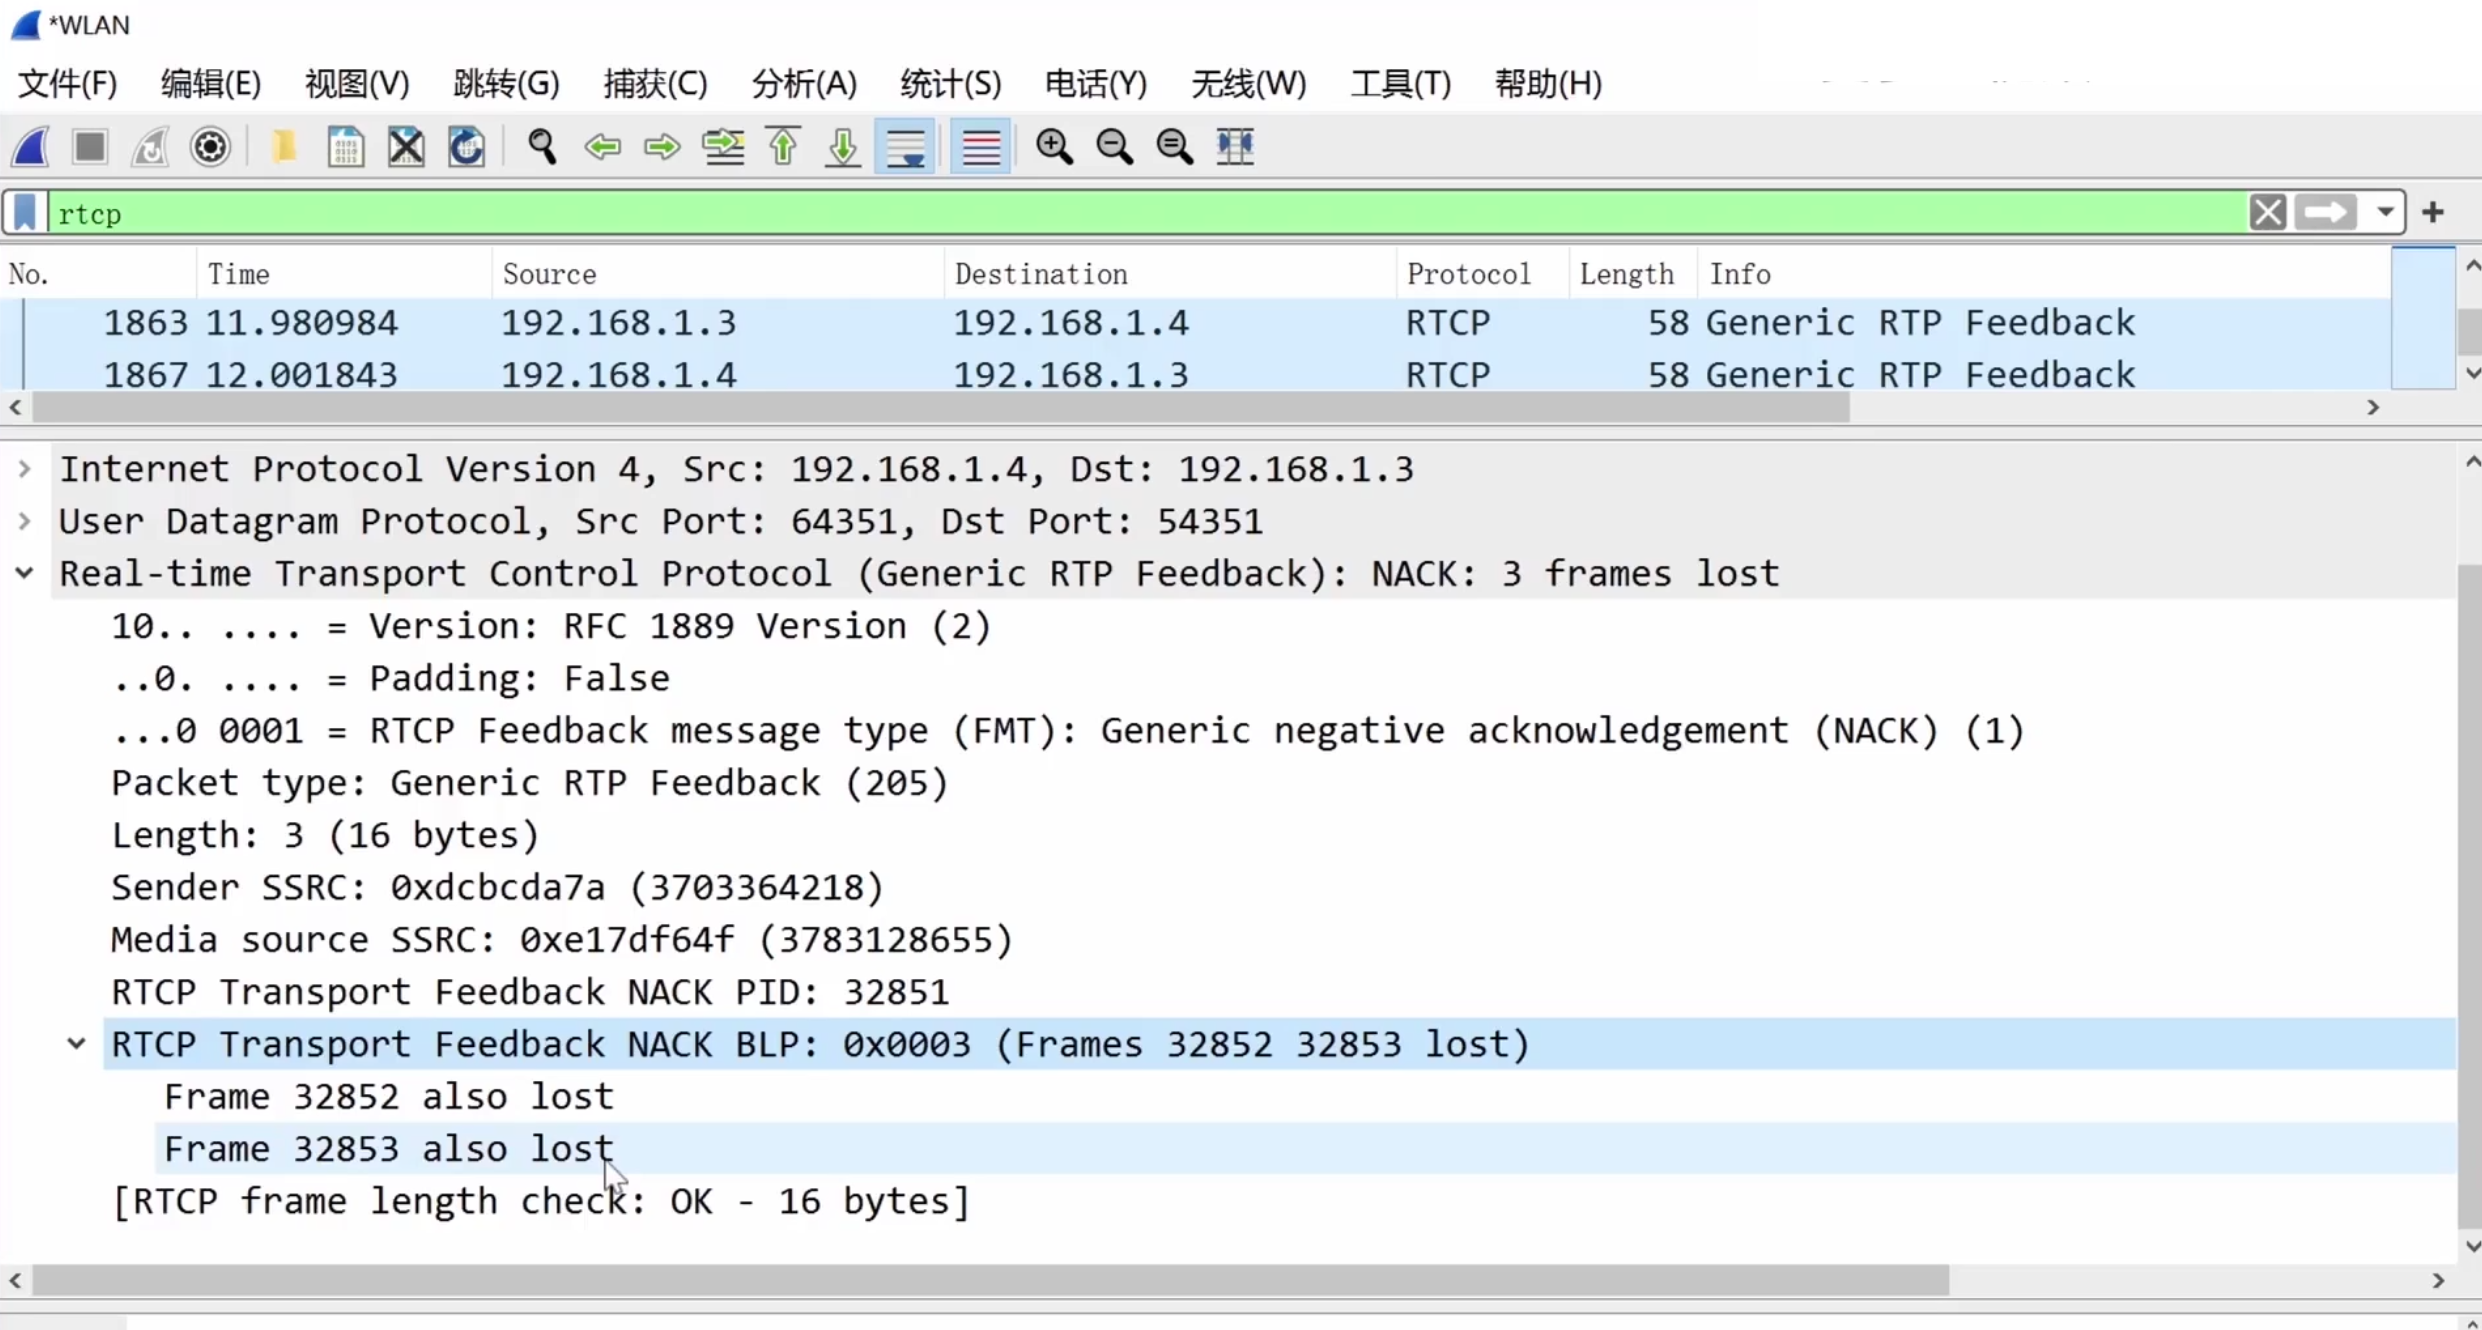 *WLAN
文件(F) 编辑(E) 视图(V) 跳转(G) 捕获(C) 分析(A) 统计(S) 电话(Y) 无线(W) 工具(T) 帮助(H)
rtcp
No. Time Source Destination Protocol Length Info
1863 11.980984 192.168.1.3 192.168.1.4 RTCP 58 Generic RTP Feedback
1867 12.001843 192.168.1.4 192.168.1.3 RTCP 58 Generic RTP Feedback
Internet Protocol Version 4, Src: 192.168.1.4, Dst: 192.168.1.3
User Datagram Protocol, Src Port: 64351, Dst Port: 54351
Real-time Transport Control Protocol (Generic RTP Feedback): NACK: 3 frames lost
10.. .... = Version: RFC 1889 Version (2)
..0. .... = Padding: False
...0 0001 = RTCP Feedback message type (FMT): Generic negative acknowledgement (NACK) (1)
Packet type: Generic RTP Feedback (205)
Length: 3 (16 bytes)
Sender SSRC: 0xdcbcda7a (3703364218)
Media source SSRC: 0xe17df64f (3783128655)
RTCP Transport Feedback NACK PID: 32851
RTCP Transport Feedback NACK BLP: 0x0003 (Frames 32852 32853 lost)
Frame 32852 also lost
Frame 32853 also lost
[RTCP frame length check: OK - 16 bytes]